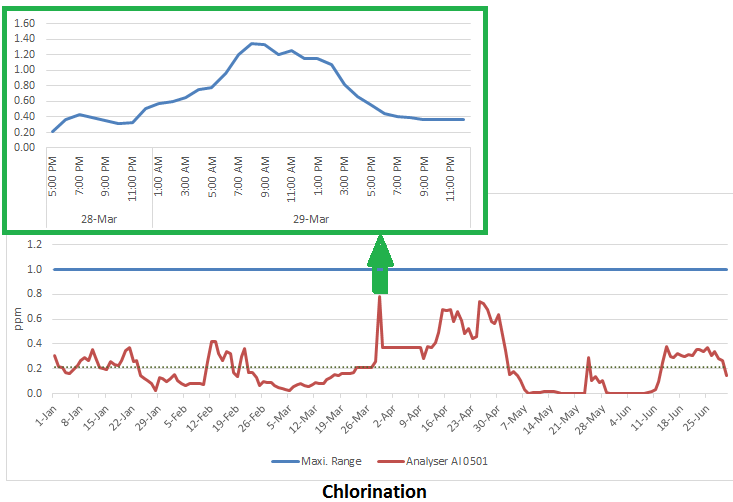 1.60
1.40
1.20
1.00
0.80
0.60
0.40
0.20
0.00
5:00 PM 7:00 PM 9:00 PM 11:00 PM 1:00 AM 3:00 AM 5:00 AM 7:00 AM 9:00 AM 11:00 AM 1:00 PM 3:00 PM 5:00 PM 7:00 PM 9:00 PM 11:00 PM
28-Mar 29-Mar
1.2
1.0
0.8
0.6
0.4
0.2
0.0
ppm
1-Jan 8-Jan 15-Jan 22-Jan 29-Jan 5-Feb 12-Feb 19-Feb 26-Feb 5-Mar 12-Mar 19-Mar 26-Mar 2-Apr 9-Apr 16-Apr 23-Apr 30-Apr 7-May 14-May 21-May 28-May 4-Jun 11-Jun 18-Jun 25-Jun
Maxi. Range Analyser AI0501
Chlorination